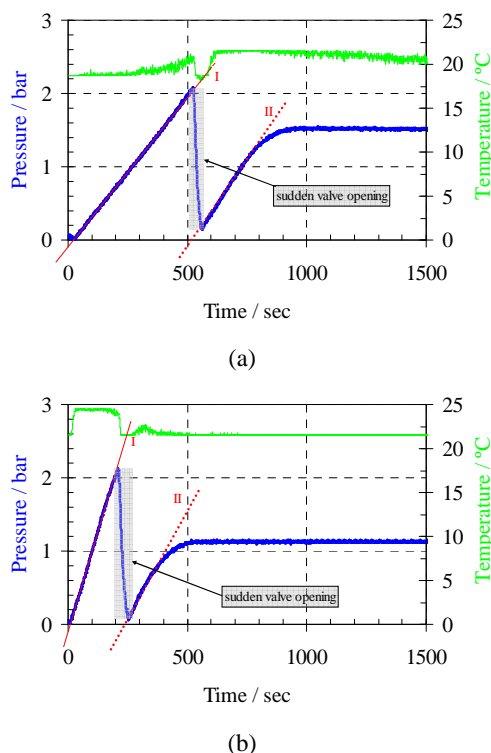 3
2
1
0
Pressure / bar
I
II
sudden valve opening
25
20
15
10
5
0
Temperature / ºC
0
500
1000
1500
Time / sec
(a)
3
2
1
0
Pressure / bar
I
II
sudden valve opening
25
20
15
10
5
0
Temperature / ºC
0
500
1000
1500
Time / sec
(b)